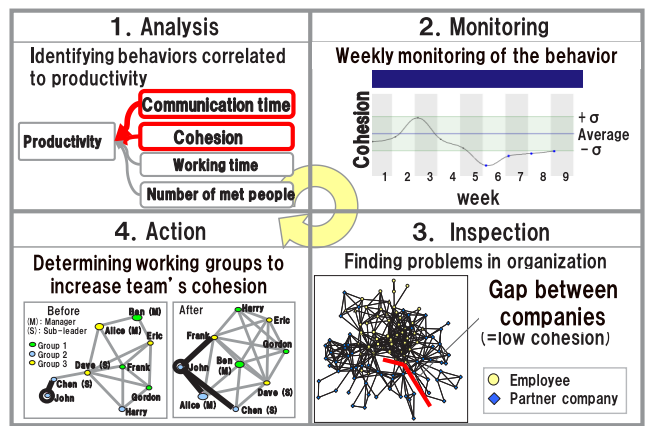 1. Analysis
Identifying behaviors correlated
to productivity
Communication time
Productivity
Cohesion
Working time
Number of met people
2. Monitoring
Weekly monitoring of the behavior
Cohesion
+σ
Average
-σ
1 2 3 4 5 6 7 8 9
week
4. Action
Determining working groups to
increase team's cohesion
Before
(M): Manager
(S): Sub-leader
Group 1
Group 2
Group 3
Ben (M)
Alice (M)
Eric
Dave (S)
Frank
Chen (S)
John
Gordon
Harry
After
Harry
Eric
Frank
Gordon
Ben
(M)
John
Dave (S)
Alice (M)
Chen (S)
3. Inspection
Finding problems in organization
Gap between
companies
(=low cohesion)
Employee
Partner company